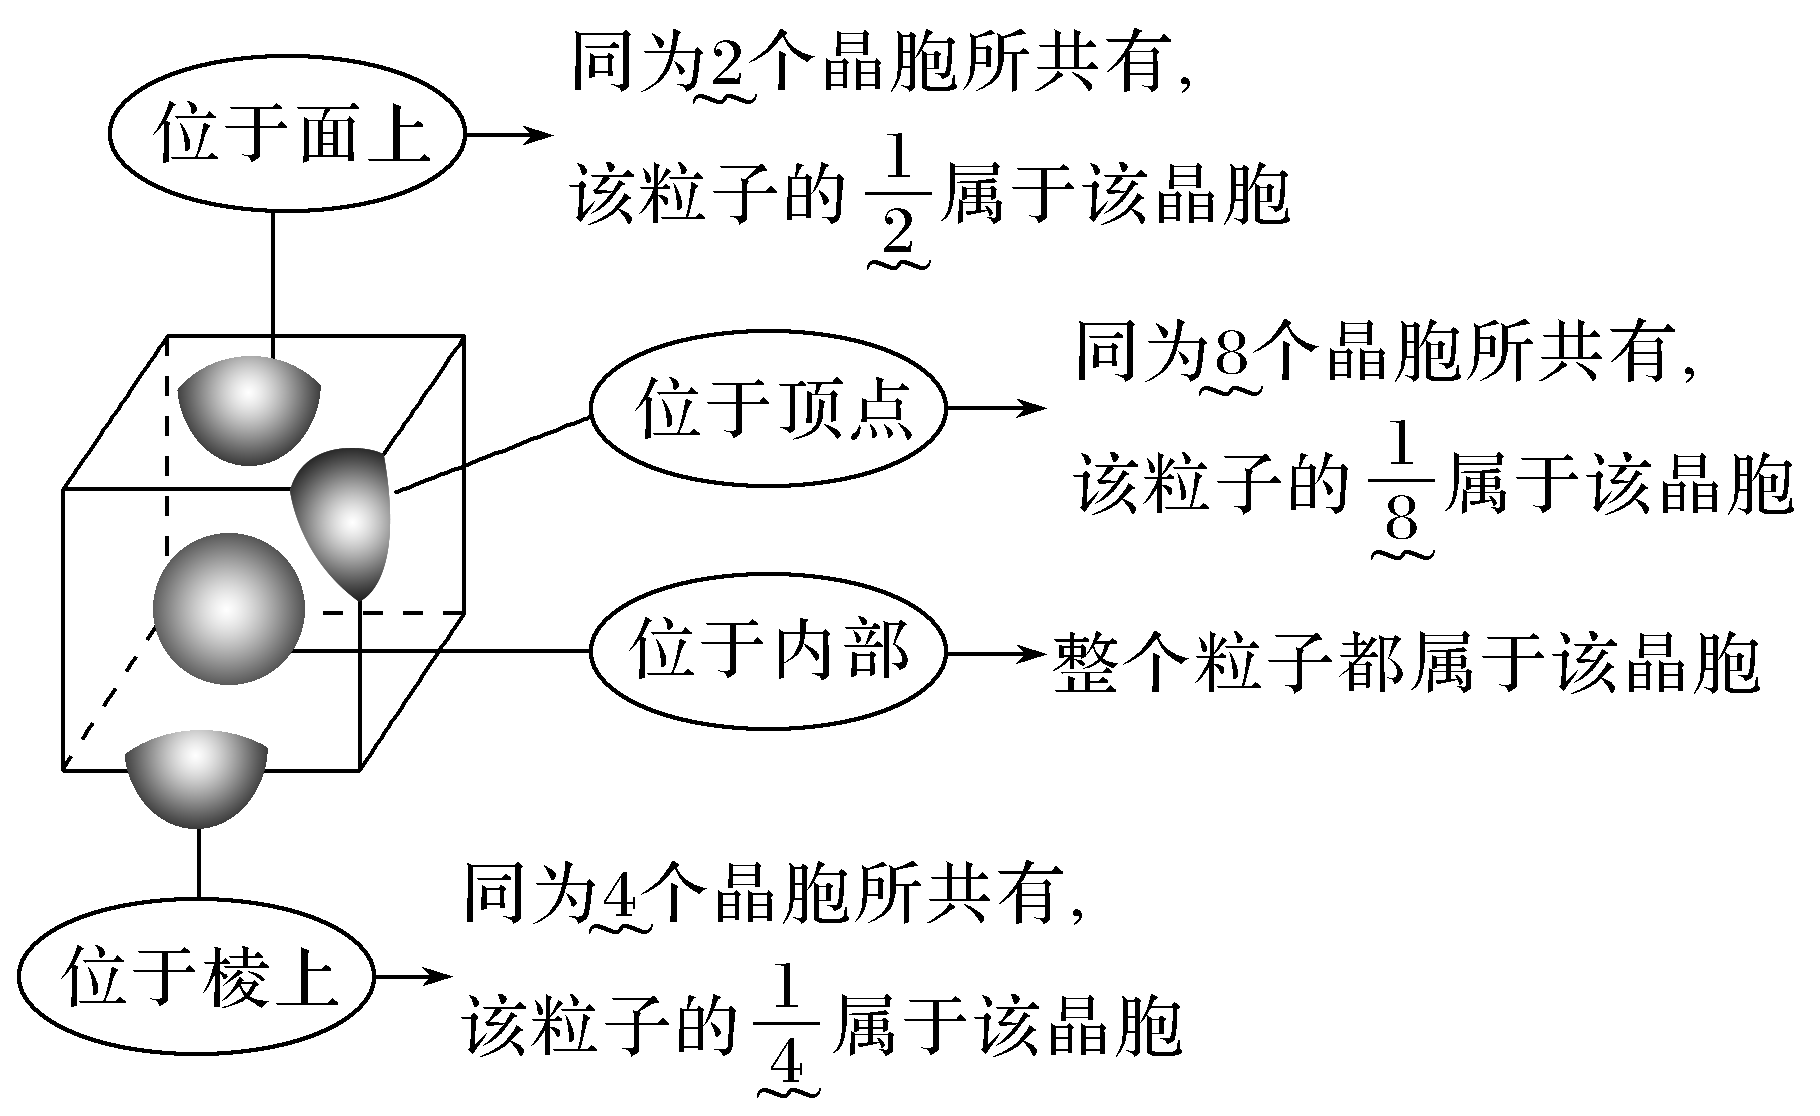 位于面上
同为2个晶胞所共有,
该粒子的1/2属于该晶胞
位于顶点
同为8个晶胞所共有,
该粒子的1/8属于该晶胞
位于内部
整个粒子都属于该晶胞
位于棱上
同为4个晶胞所共有,
该粒子的1/4属于该晶胞